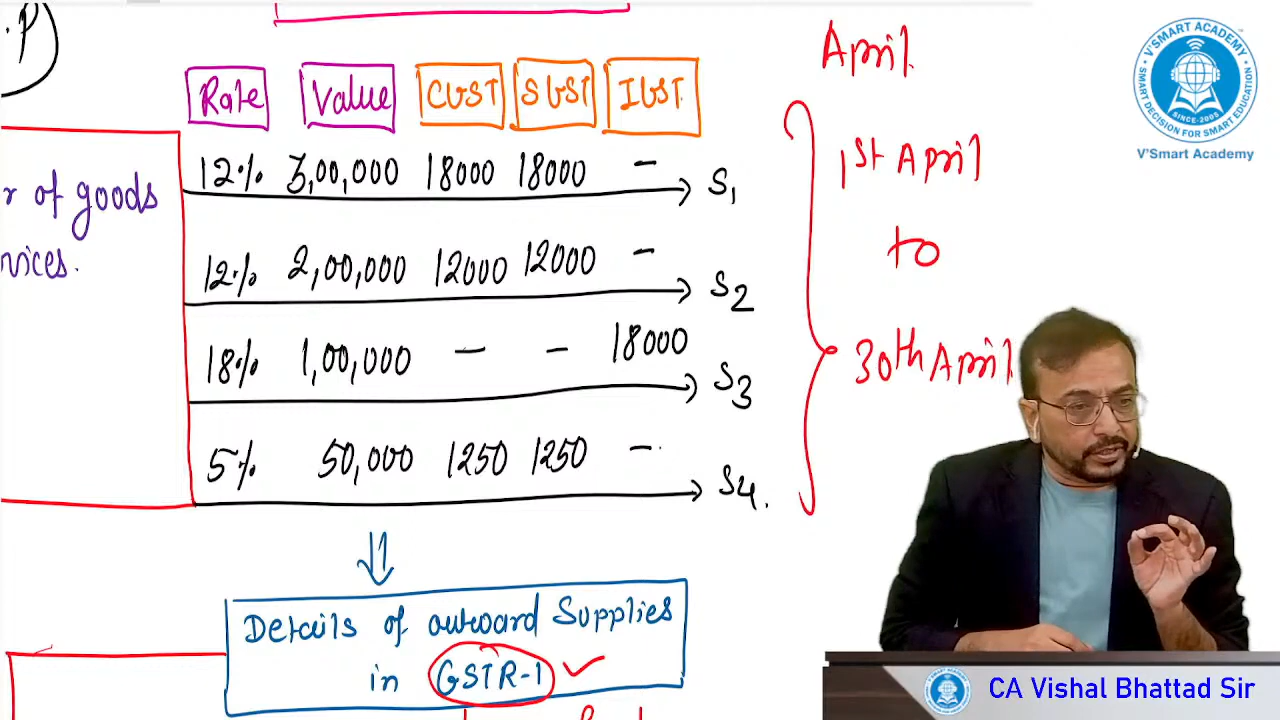 .P)
April
Rate Value CGST SGST IGST
12% 3,00,000 18000 18000 - → S1
1st April
r of goods
vices.
to
12% 2,00,000 12000 12000 - → S2
18% 1,00,000 - - 18000 → S3
30th April
5% 50,000 1250 1250 - → S4.
Details of outward Supplies
in GSTR-1 ✓
V'SMART ACADEMY
SMART DECISION FOR SMART EDUCATION
SINCE-2005
V'Smart Academy
CA Vishal Bhattad Sir